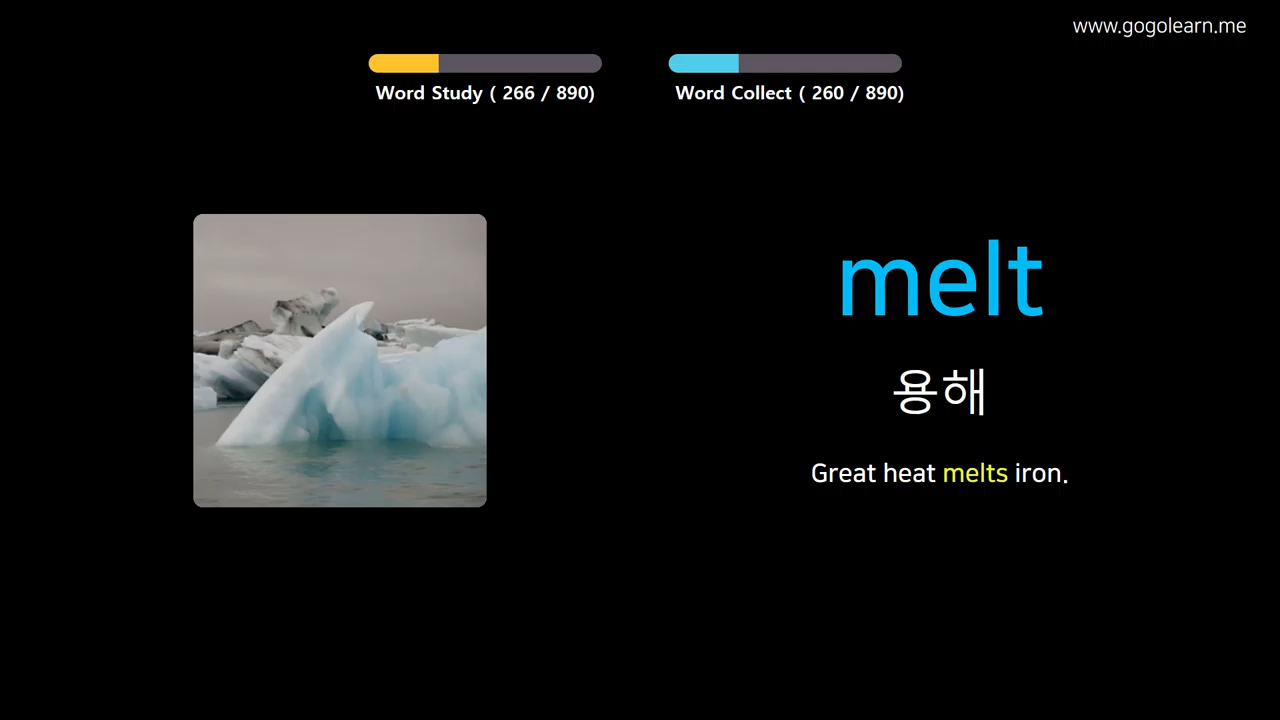 www.gogolearn.me
Word Study ( 266 / 890)
Word Collect ( 260 / 890)
melt
용해
Great heat melts iron.